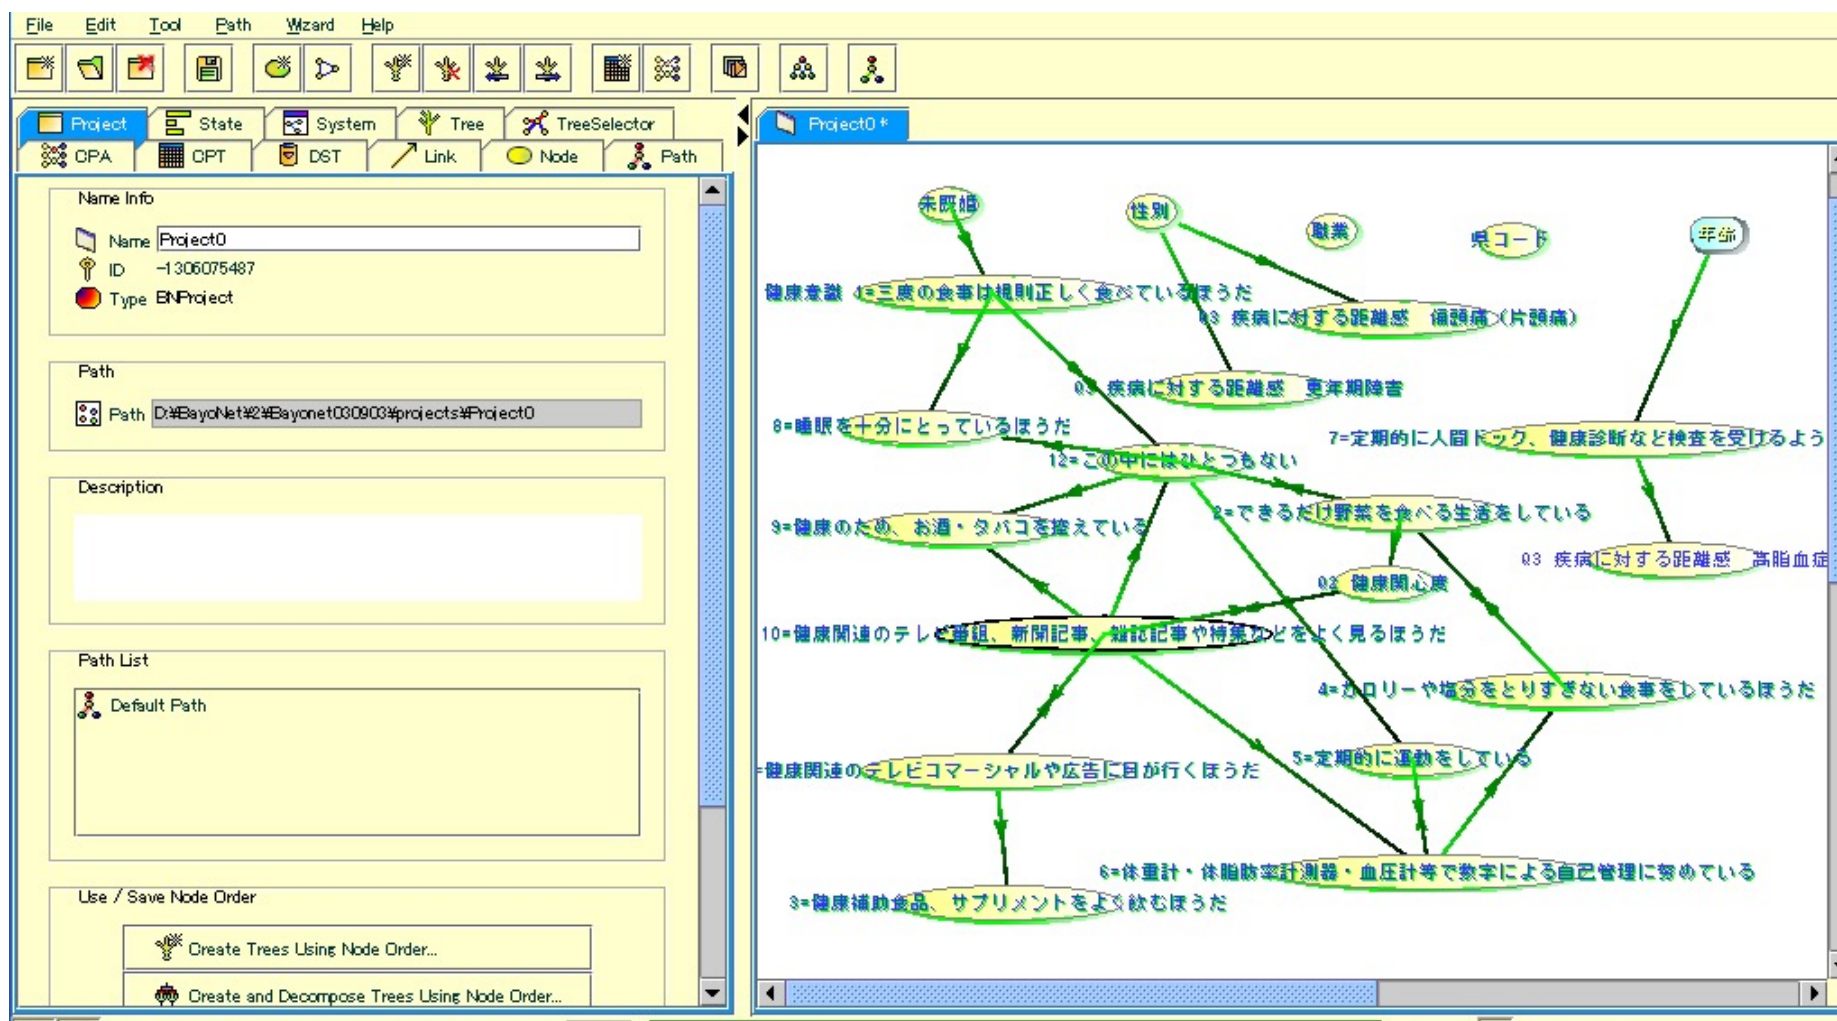 File Edit Tool Path Wizard Help
Project State System Tree TreeSelector
CPA CPT DST Link Node Path
Name Info
Name Project0
ID -1306075487
Type BNProject
Path
Path D:¥BayoNet¥2¥Bayonet030903¥projects¥Project0
Description
Path List
Default Path
Use / Save Node Order
Create Trees Using Node Order...
Create and Decompose Trees Using Node Order...
Project0 *
未既婚
性別
職業
県コード
年齢
健康意識 1=三度の食事は規則正しく食べているほうだ
Q3 疾病に対する距離感 偏頭痛（片頭痛）
Q3 疾病に対する距離感 更年期障害
8=睡眠を十分にとっているほうだ
7=定期的に人間ドック、健康診断など検査を受けるよう
12=この中にはひとつもない
2=できるだけ野菜を食べる生活をしている
9=健康のため、お酒・タバコを控えている
Q3 疾病に対する距離感 高脂血症
Q2 健康関心度
10=健康関連のテレビ番組、新聞記事、雑誌記事や特集などをよく見るほうだ
4=カロリーや塩分をとりすぎない食事をしているほうだ
5=定期的に運動をしている
=健康関連のテレビコマーシャルや広告に目が行くほうだ
6=体重計・体脂肪率計測器・血圧計等で数字による自己管理に努めている
3=健康補助食品、サプリメントをよく飲むほうだ